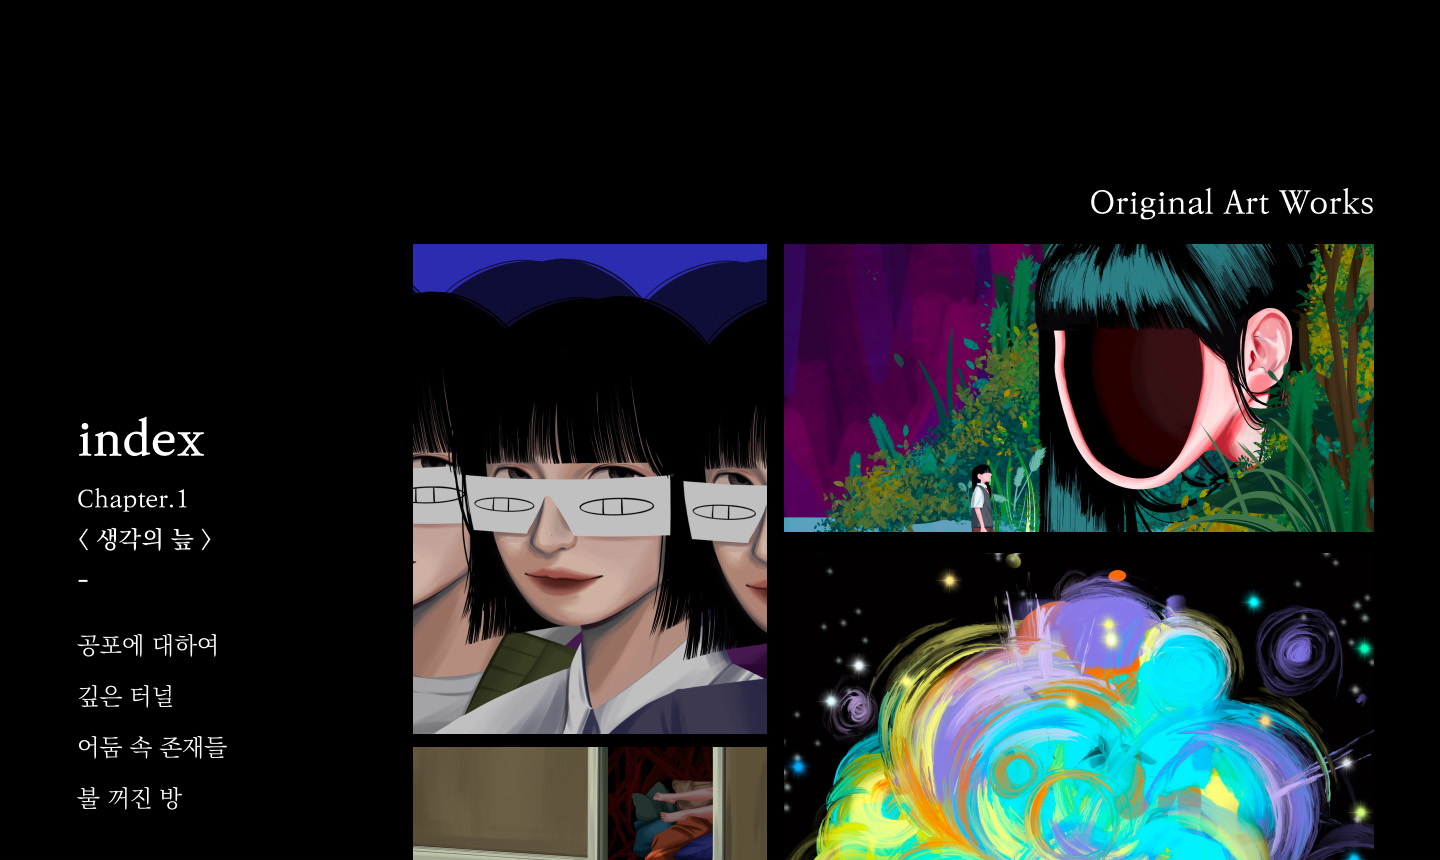 Original Art Works
index
Chapter.1
〈 생각의 늪 〉
-
공포에 대하여
깊은 터널
어둠 속 존재들
불 꺼진 방